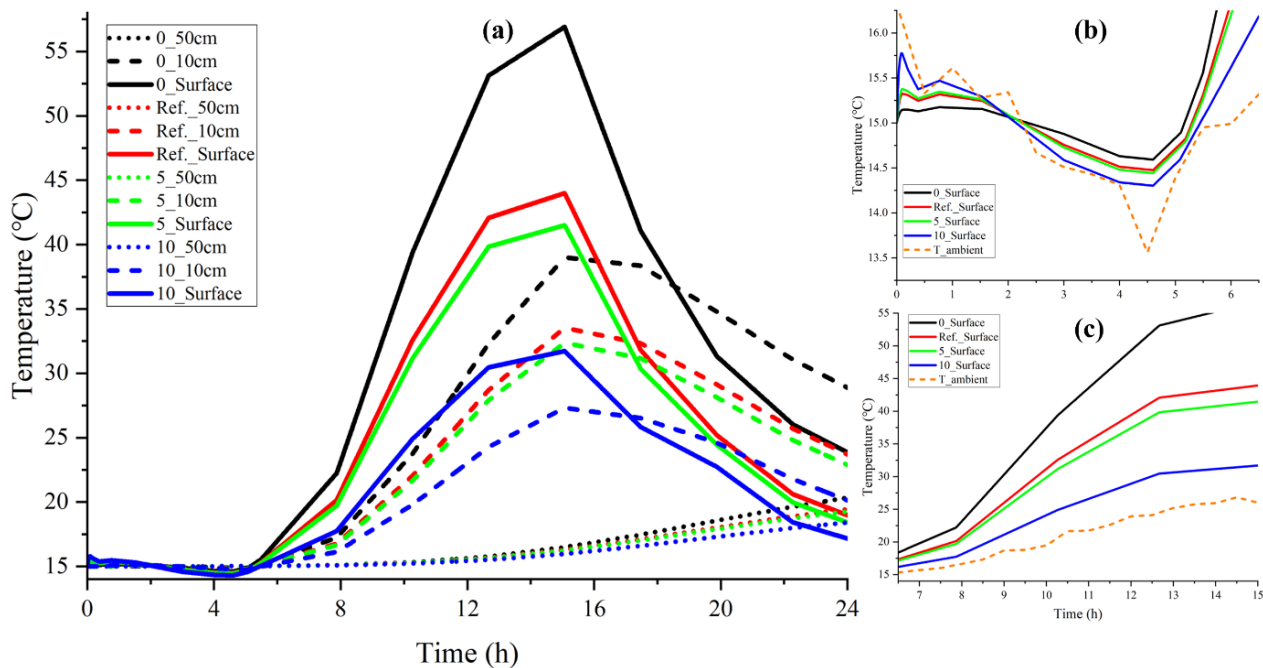 (a)
0_50cm
0_10cm
0_Surface
Ref._50cm
Ref._10cm
Ref._Surface
5_50cm
5_10cm
5_Surface
10_50cm
10_10cm
10_Surface
Temperature (℃)
55
50
45
40
35
30
25
20
15
0 4 8 12 16 20 24
Time (h)
(b)
Temperature (℃)
16.0
15.5
15.0
14.5
14.0
13.5
0_Surface
Ref._Surface
5_Surface
10_Surface
T_ambient
0 1 2 3 4 5 6
(c)
0_Surface
Ref._Surface
5_Surface
10_Surface
T_ambient
Temperature (℃)
55
50
45
40
35
30
25
20
15
7 8 9 10 11 12 13 14 15
Time (h)